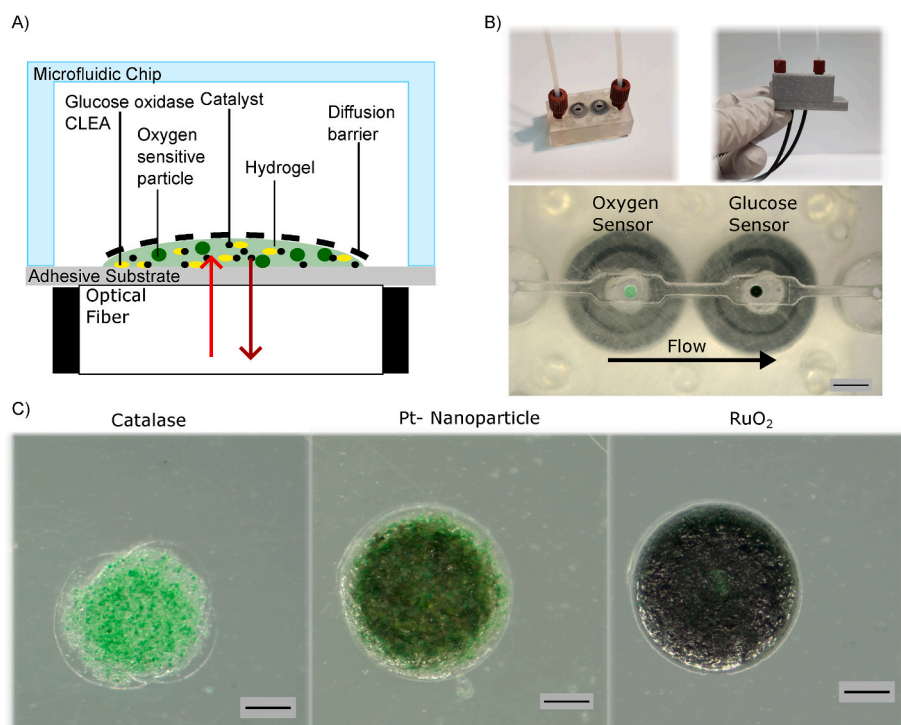 A)
Microfluidic Chip
Glucose oxidase
CLEA
Catalyst
Oxygen
sensitive
particle
Hydrogel
Diffusion
barrier
Adhesive Substrate
Optical
Fiber
B)
Oxygen
Sensor
Glucose
Sensor
Flow
C)
Catalase
Pt- Nanoparticle
RuO₂